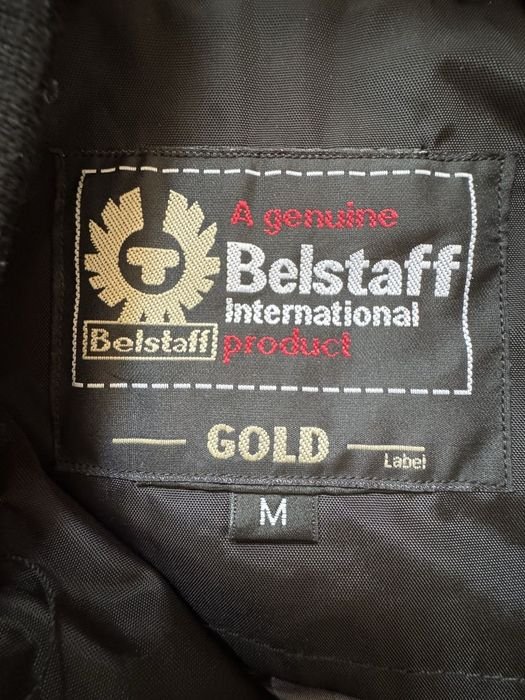 A genuine
Belstaff
International
product
Belstaff
GOLD
Label
M